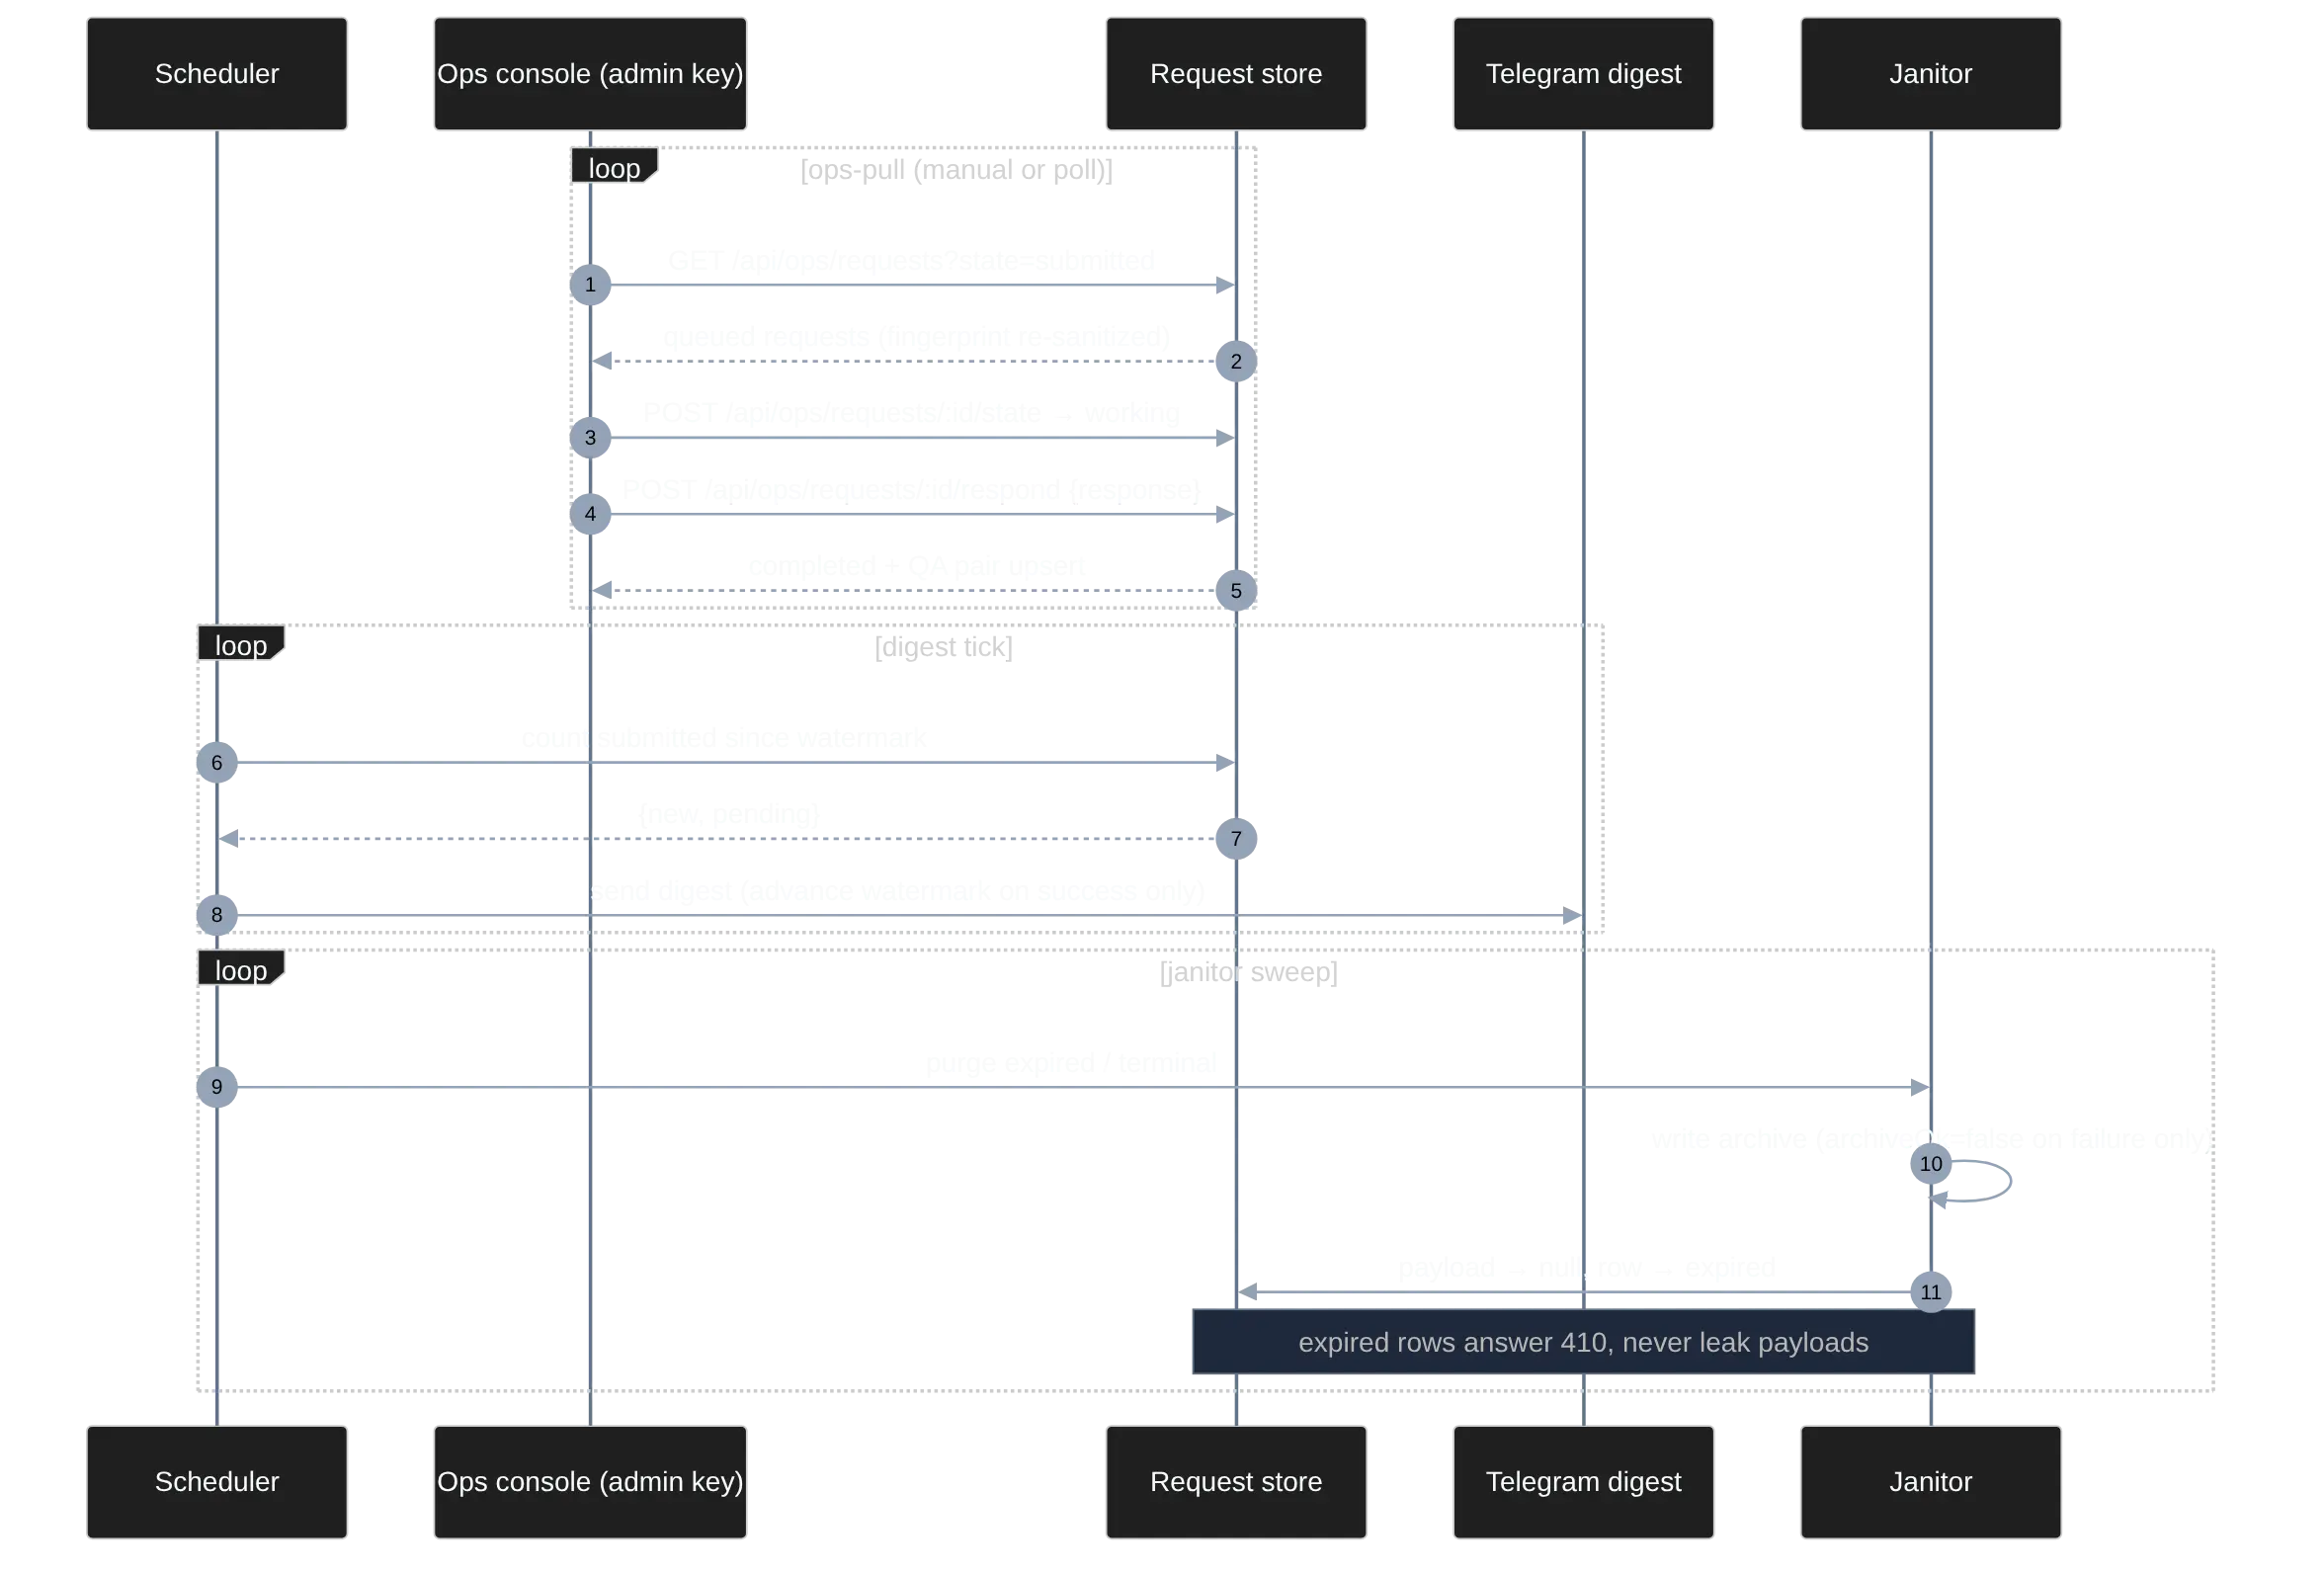 Scheduler
Ops console (admin key)
Request store
Telegram digest
Janitor
loop
[ops-pull (manual or poll)]
GET /api/ops/requests?state=submitted
1
queued requests (fingerprint re-sanitized)
2
POST /api/ops/requests/:id/state → working
3
POST /api/ops/requests/:id/respond {response}
4
completed + QA pair upsert
5
loop
[digest tick]
count submitted since watermark
6
{new, pending}
7
send digest (advance watermark on success only)
8
loop
[janitor sweep]
purge expired / terminal
9
write archive (on failure only)
10
payload → null, row → expired
11
expired rows answer 410, never leak payloads
Scheduler
Ops console (admin key)
Request store
Telegram digest
Janitor